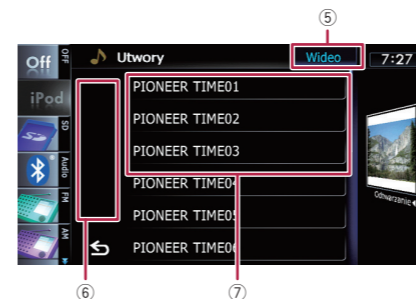 ⑤
Off OFF Utwory Wideo 7:27
iPod PIONEER TIME01
SD PIONEER TIME02
Audio PIONEER TIME03
FM PIONEER TIME04
Odtwarzanie
AM PIONEER TIME05
PIONEER TIME06
⑥ ⑦